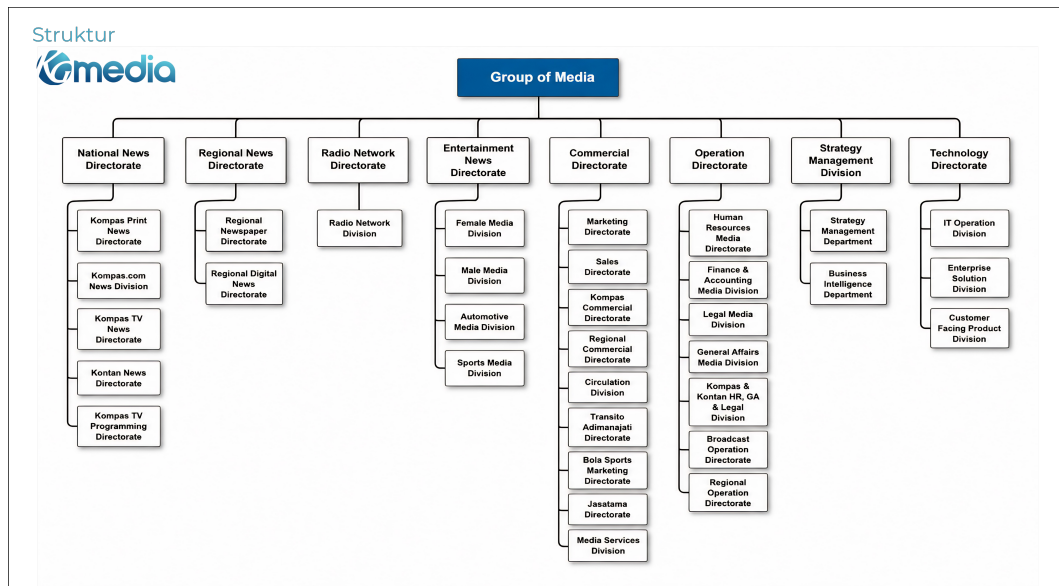 Struktur
KGmedia
Group of Media
National News
Directorate
Regional News
Directorate
Radio Network
Directorate
Entertainment
News
Directorate
Commercial
Directorate
Operation
Directorate
Strategy
Management
Division
Technology
Directorate
Kompas Print
News
Directorate
Kompas.com
News Division
Kompas TV
News
Directorate
Kontan News
Directorate
Kompas TV
Programming
Directorate
Regional
Newspaper
Directorate
Regional Digital
News
Directorate
Radio Network
Division
Female Media
Division
Male Media
Division
Automotive
Media Division
Sports Media
Division
Marketing
Directorate
Sales
Directorate
Kompas
Commercial
Directorate
Regional
Commercial
Directorate
Circulation
Division
Transito
Adimanajati
Directorate
Bola Sports
Marketing
Directorate
Jasatama
Directorate
Media Services
Division
Human
Resources
Media
Directorate
Finance &
Accounting
Media Division
Legal Media
Division
General Affairs
Media Division
Kompas &
Kontan HR, GA
& Legal
Division
Broadcast
Operation
Directorate
Regional
Operation
Directorate
Strategy
Management
Department
Business
Intelligence
Department
IT Operation
Division
Enterprise
Solution
Division
Customer
Facing Product
Division